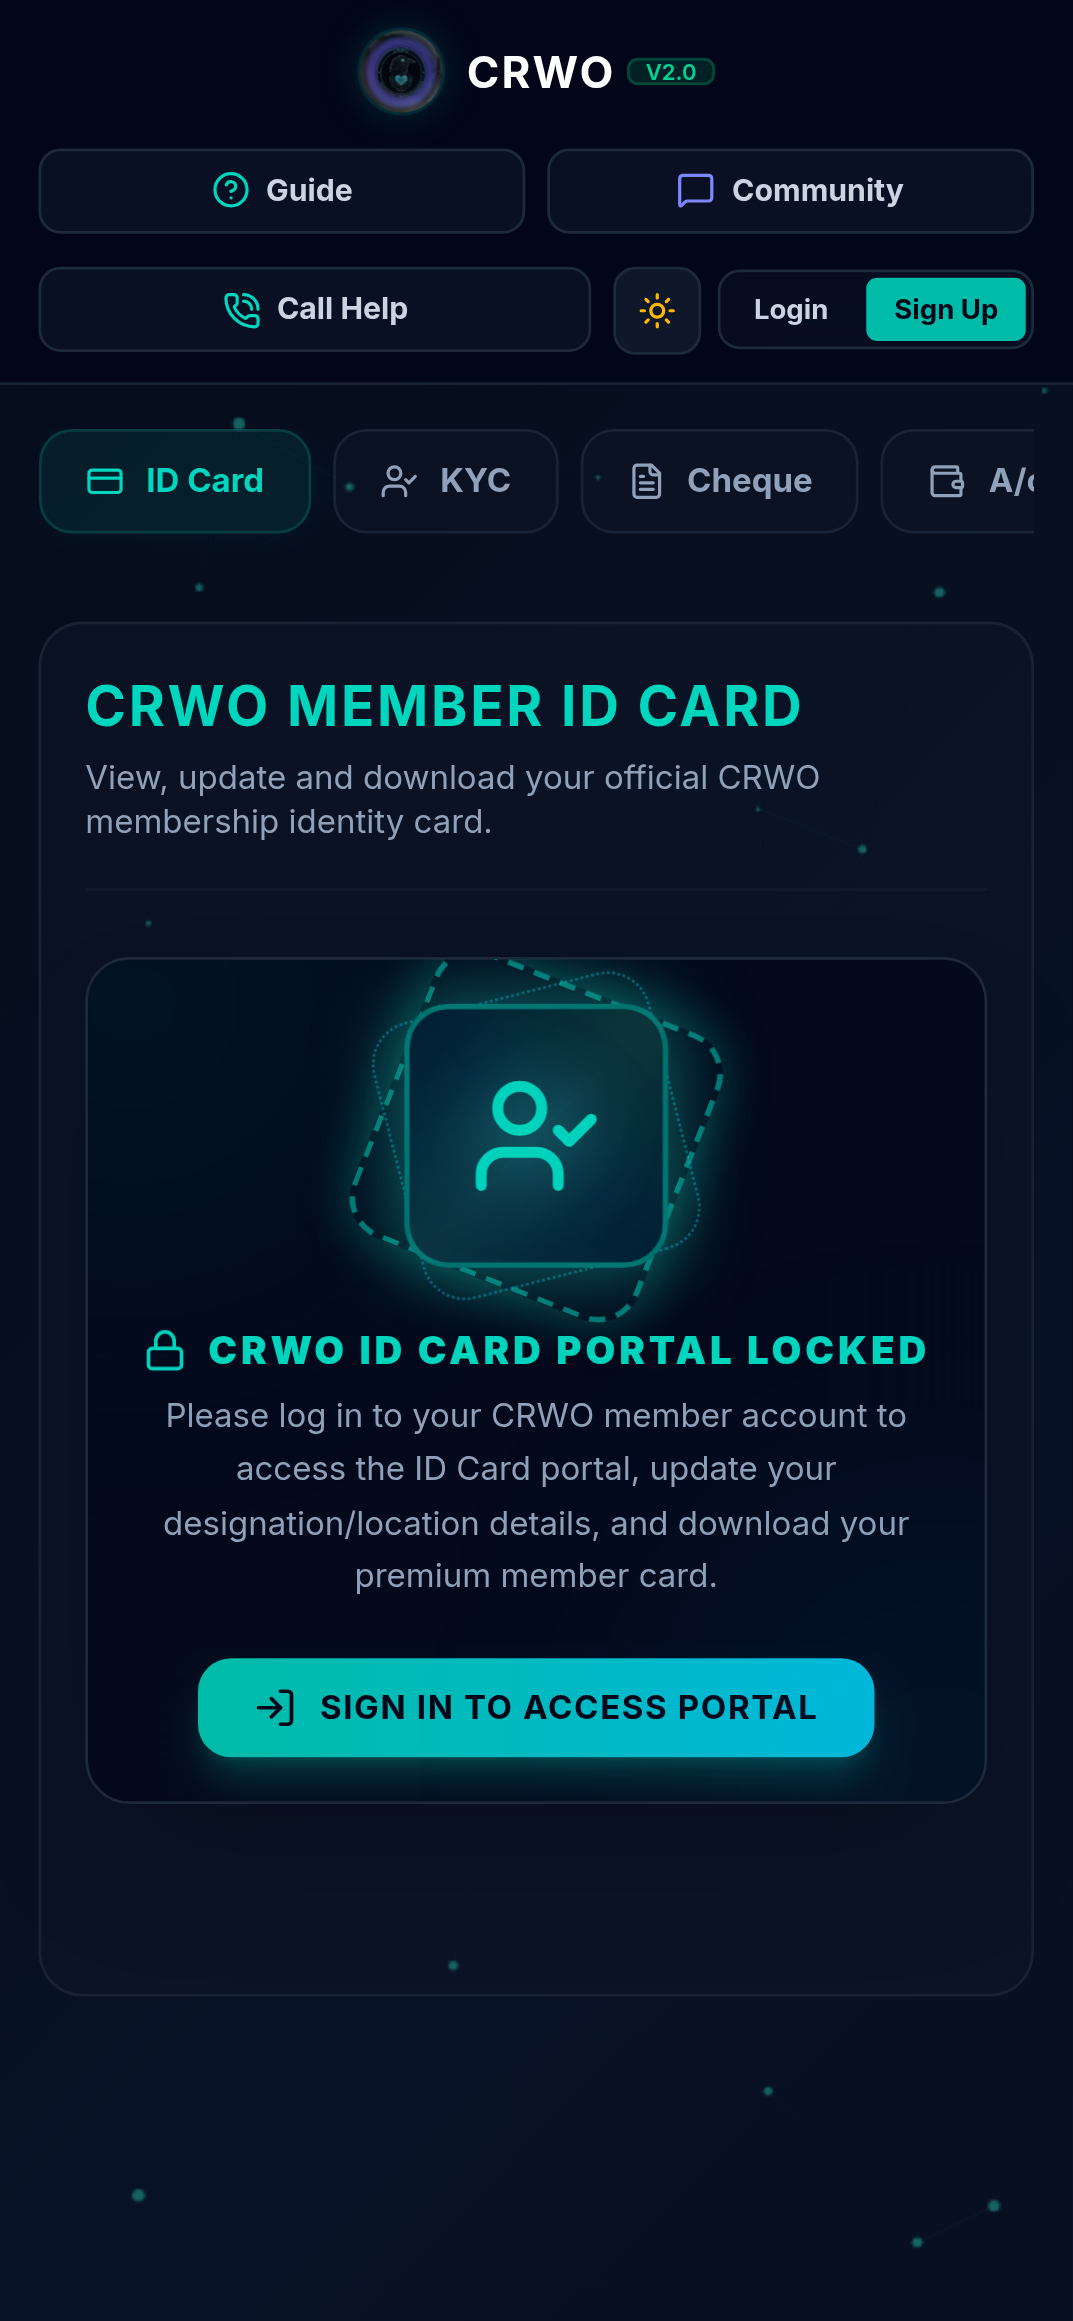 CRWO V2.0
Guide
Community
Call Help
Login
Sign Up
ID Card
KYC
Cheque
CRWO MEMBER ID CARD
View, update and download your official CRWO
membership identity card.
CRWO ID CARD PORTAL LOCKED
Please log in to your CRWO member account to
access the ID Card portal, update your
designation/location details, and download your
premium member card.
SIGN IN TO ACCESS PORTAL